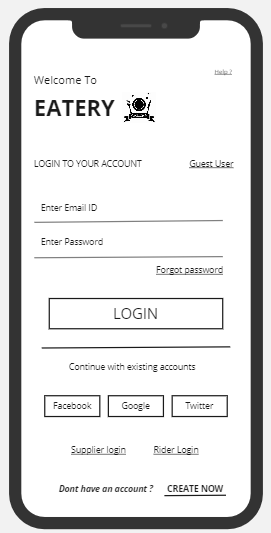 Help ?
Welcome To
EATERY
LOGIN TO YOUR ACCOUNT Guest User
Enter Email ID
Enter Password
Forgot password
LOGIN
Continue with existing accounts
Facebook Google Twitter
Supplier login Rider Login
Dont have an account ? CREATE NOW